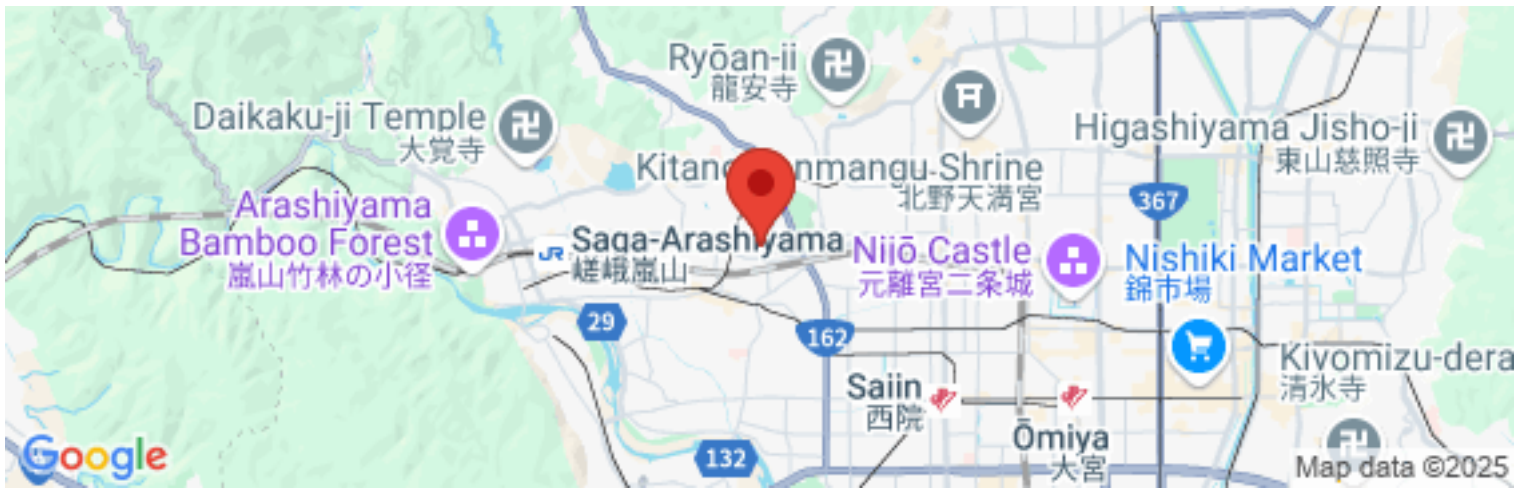 Ryōan-ji
龍安寺
Daikaku-ji Temple
大覚寺
Higashiyama Jisho-ji
東山慈照寺
Shrine
北野天満宮
367
Arashiyama
Bamboo Forest
嵐山竹林の小径
JR
Saga-Arashiyama
嵯峨嵐山
Nijō Castle
元離宮二条城
Nishiki Market
錦市場
29
162
Kiyomizu-dera
清水寺
Saiin
西院
Ōmiya
大宮
132
Google
Map data ©2025